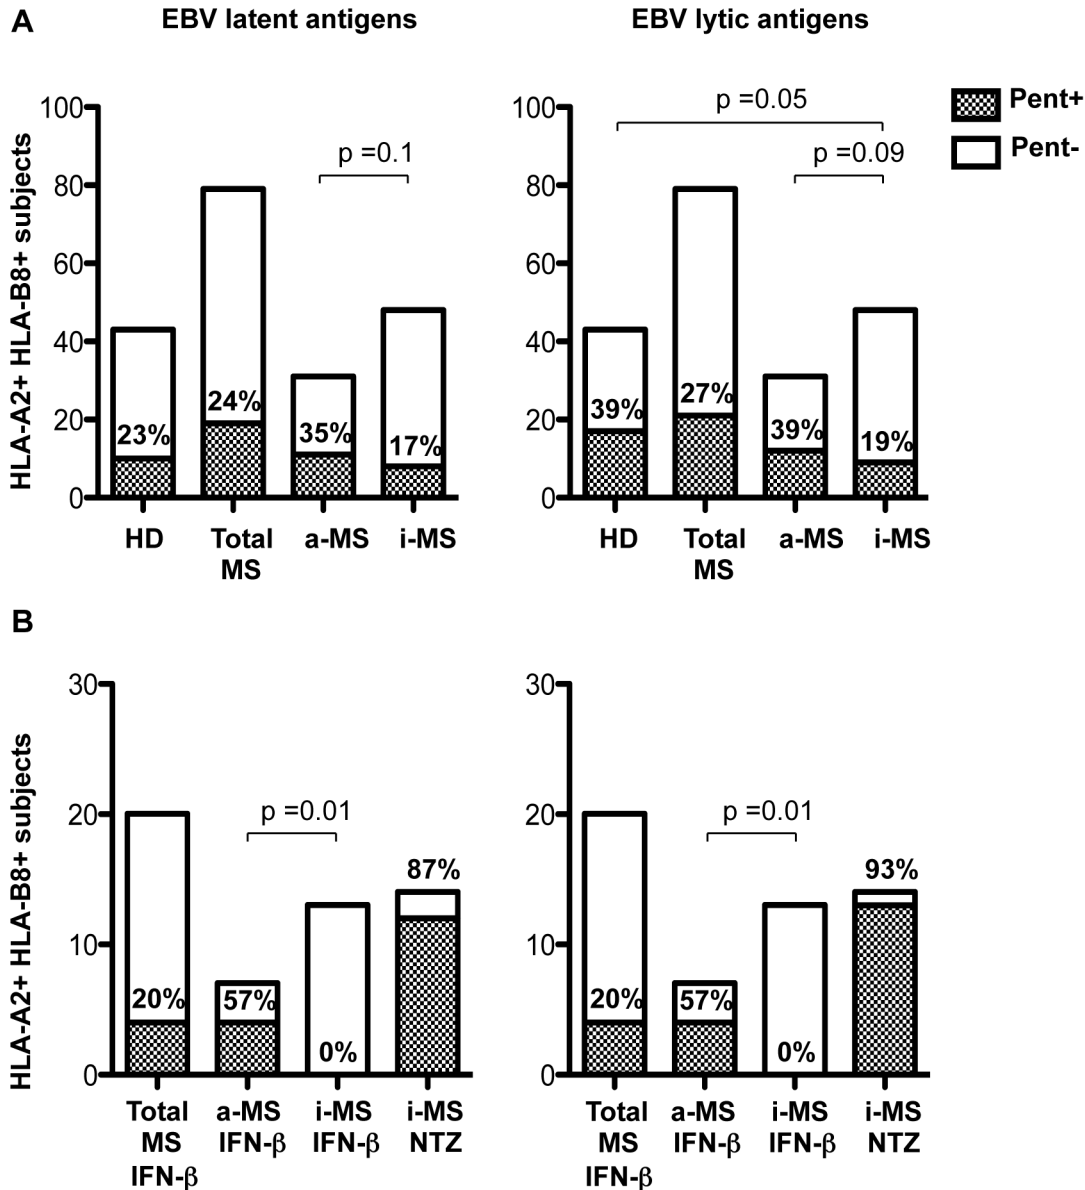 A
EBV latent antigens
EBV lytic antigens
Pent+
Pent-
HLA-A2+ HLA-B8+ subjects
100
80
60
40
20
0
p =0.1
23%
24%
35%
17%
HD
Total
MS
a-MS
i-MS
100
80
60
40
20
0
p =0.05
p =0.09
39%
27%
39%
19%
HD
Total
MS
a-MS
i-MS
B
HLA-A2+ HLA-B8+ subjects
30
20
10
0
p =0.01
20%
57%
0%
87%
Total
MS
IFN-β
a-MS
IFN-β
i-MS
IFN-β
i-MS
NTZ
30
20
10
0
p =0.01
20%
57%
0%
93%
Total
MS
IFN-β
a-MS
IFN-β
i-MS
IFN-β
i-MS
NTZ